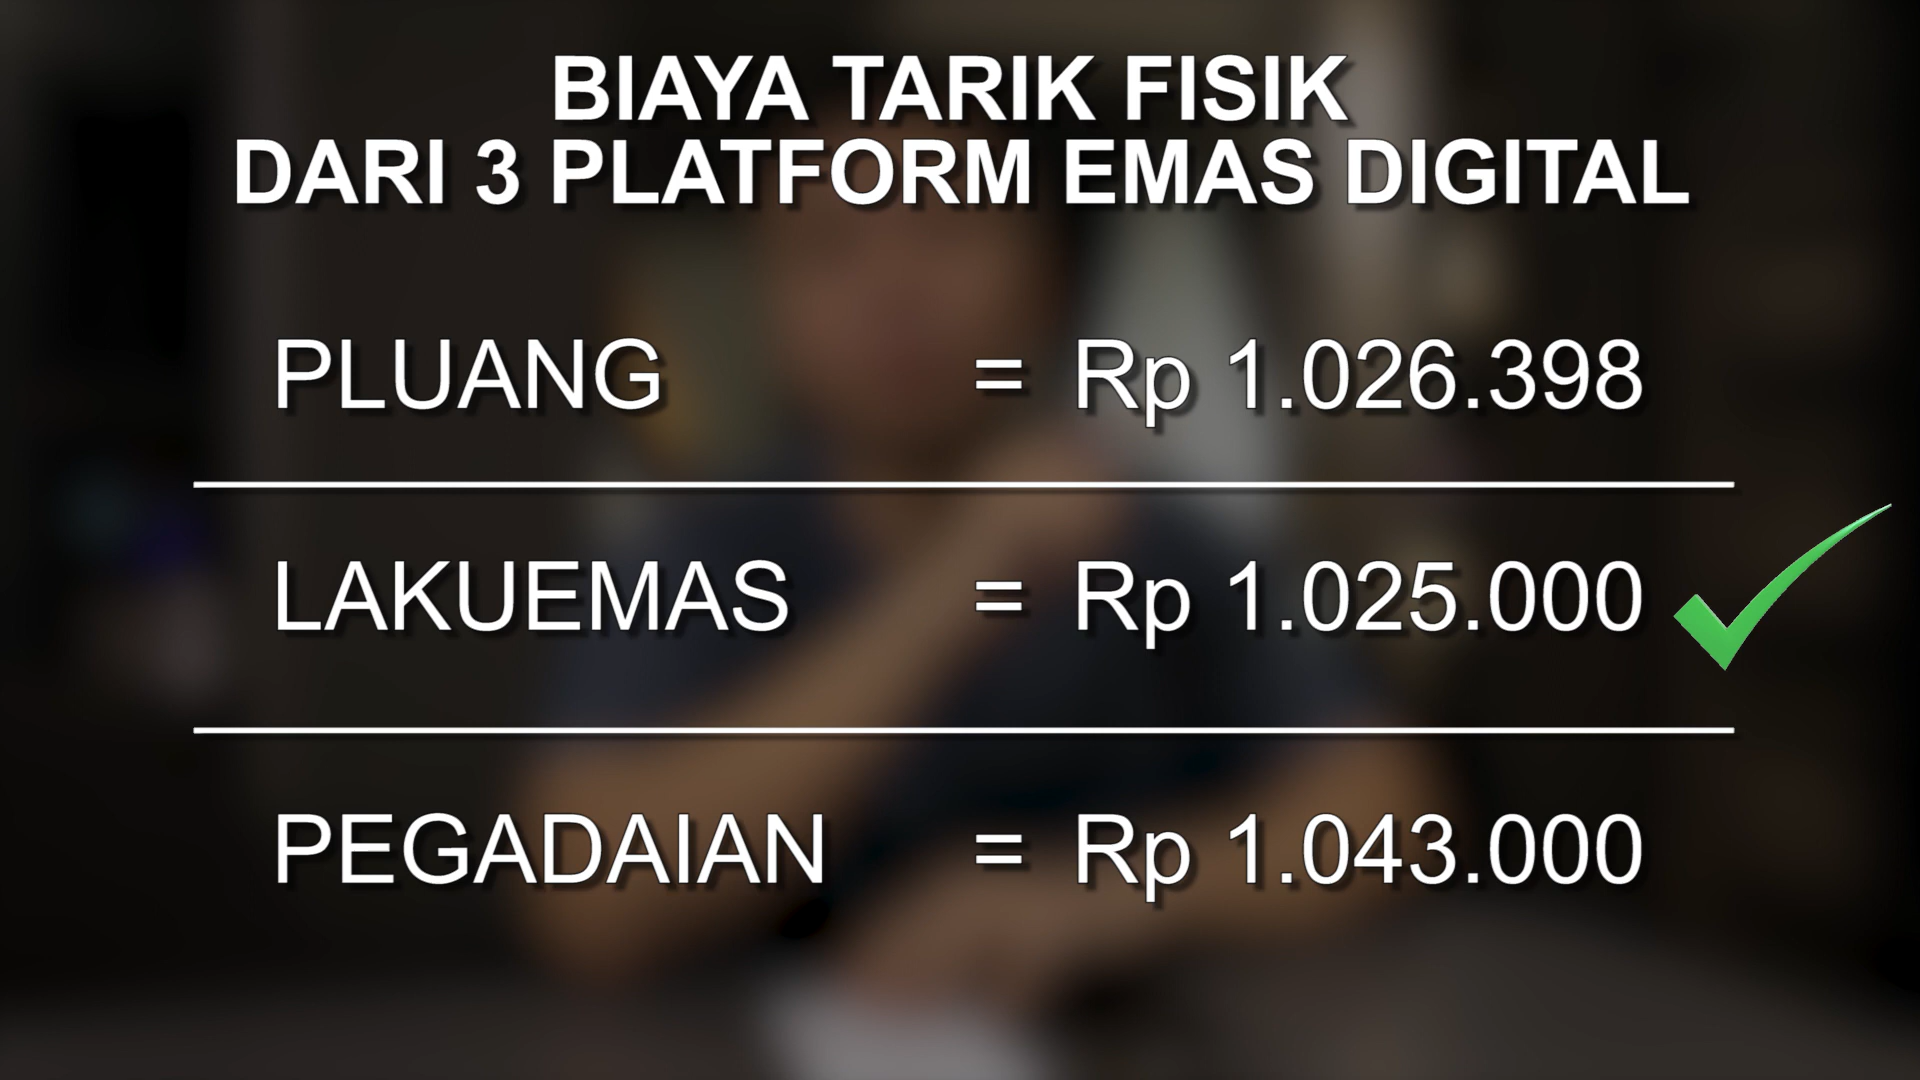 BIAYA TARIK FISIK
DARI 3 PLATFORM EMAS DIGITAL
PLUANG = Rp 1.026.398
LAKUEMAS = Rp 1.025.000
PEGADAIAN = Rp 1.043.000